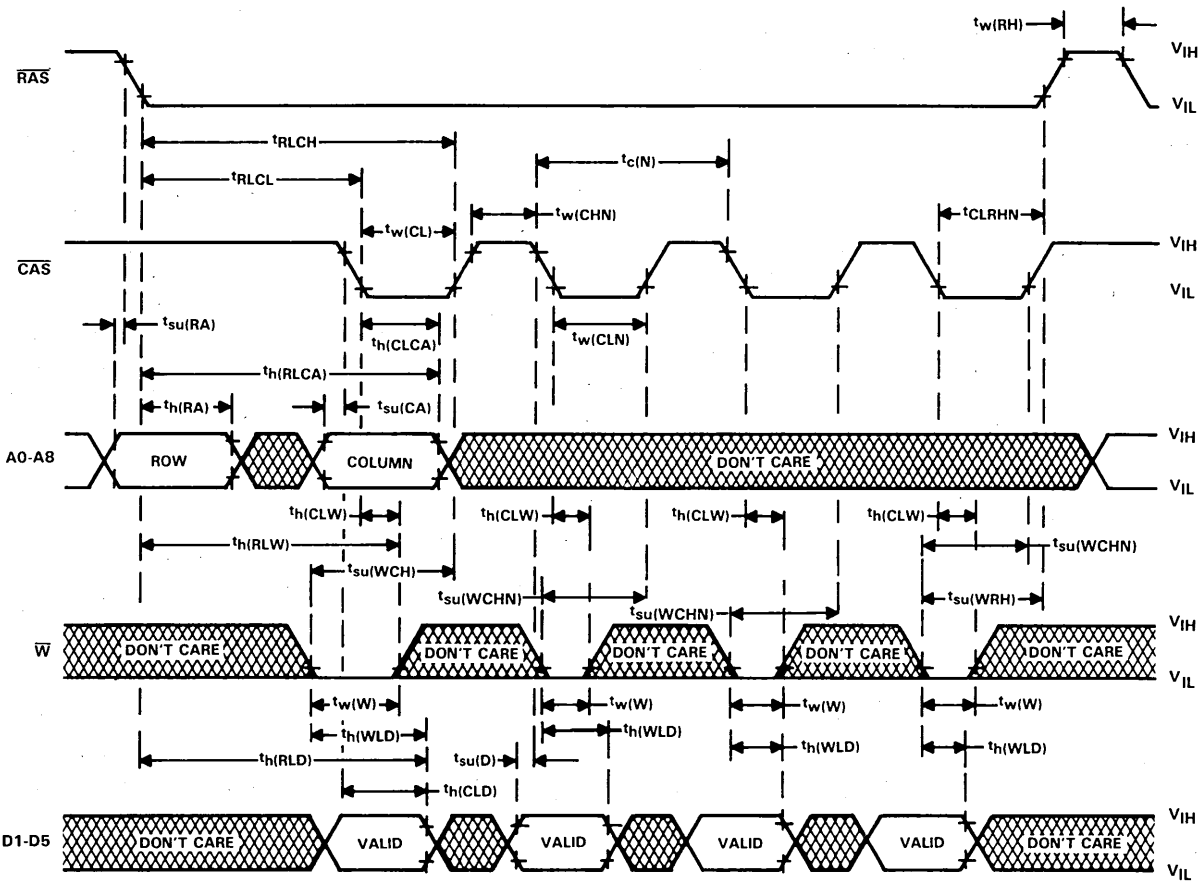 tw(RH)
VIH
RAS
VIL
tRLCH
tc(N)
tRLCL
tw(CHN)
tCLRHN
tw(CL)
VIH
CAS
VIL
tsu(RA)
th(CLCA)
tw(CLN)
th(RLCA)
th(RA)
tsu(CA)
VIH
A0-A8
ROW
COLUMN
DON'T CARE
VIL
th(CLW)
th(CLW)
th(CLW)
th(CLW)
th(RLW)
tsu(WCHN)
tsu(WCH)
tsu(WCHN)
tsu(WCHN)
tsu(WRH)
VIH
W
DON'T CARE
DON'T CARE
DON'T CARE
DON'T CARE
DON'T CARE
VIL
tw(W)
tw(W)
tw(W)
tw(W)
th(WLD)
th(WLD)
th(WLD)
th(WLD)
th(RLD)
tsu(D)
th(CLD)
VIH
D1-D5
DON'T CARE
VALID
VALID
VALID
VALID
DON'T CARE
VIL